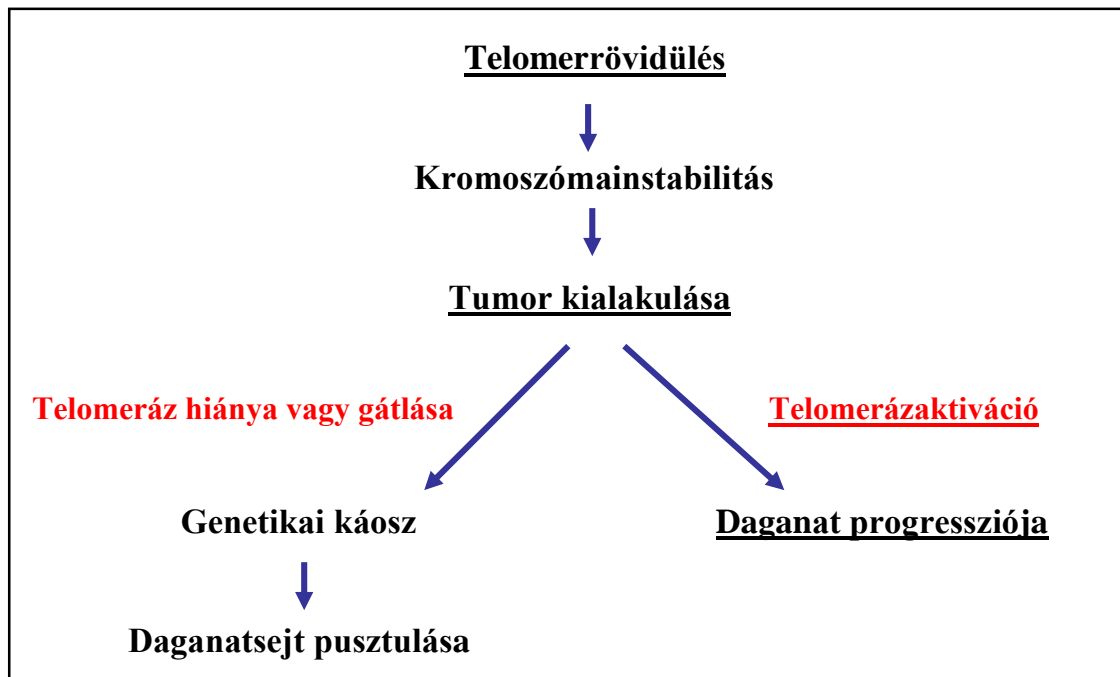 Telomerrövidülés
Kromoszómainstabilitás
Tumor kialakulása
Telomeráz hiánya vagy gátlása
Telomerázaktiváció
Genetikai káosz
Daganat progressziója
Daganatsejt pusztulása